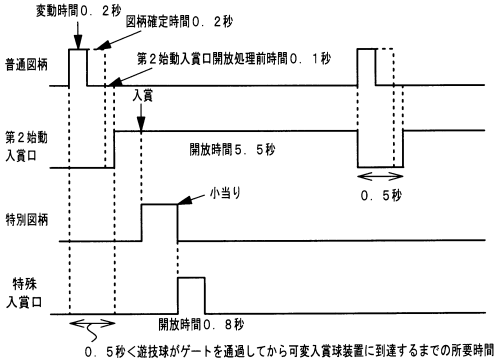 変動時間０．２秒
図柄確定時間０．２秒
第２始動入賞口開放処理前時間０．１秒
普通図柄
入賞
第２始動
入賞口
開放時間５．５秒
０．５秒
小当り
特別図柄
特殊
入賞口
開放時間０．８秒
０．５秒＜遊技球がゲートを通過してから可変入賞球装置に到達するまでの所要時間